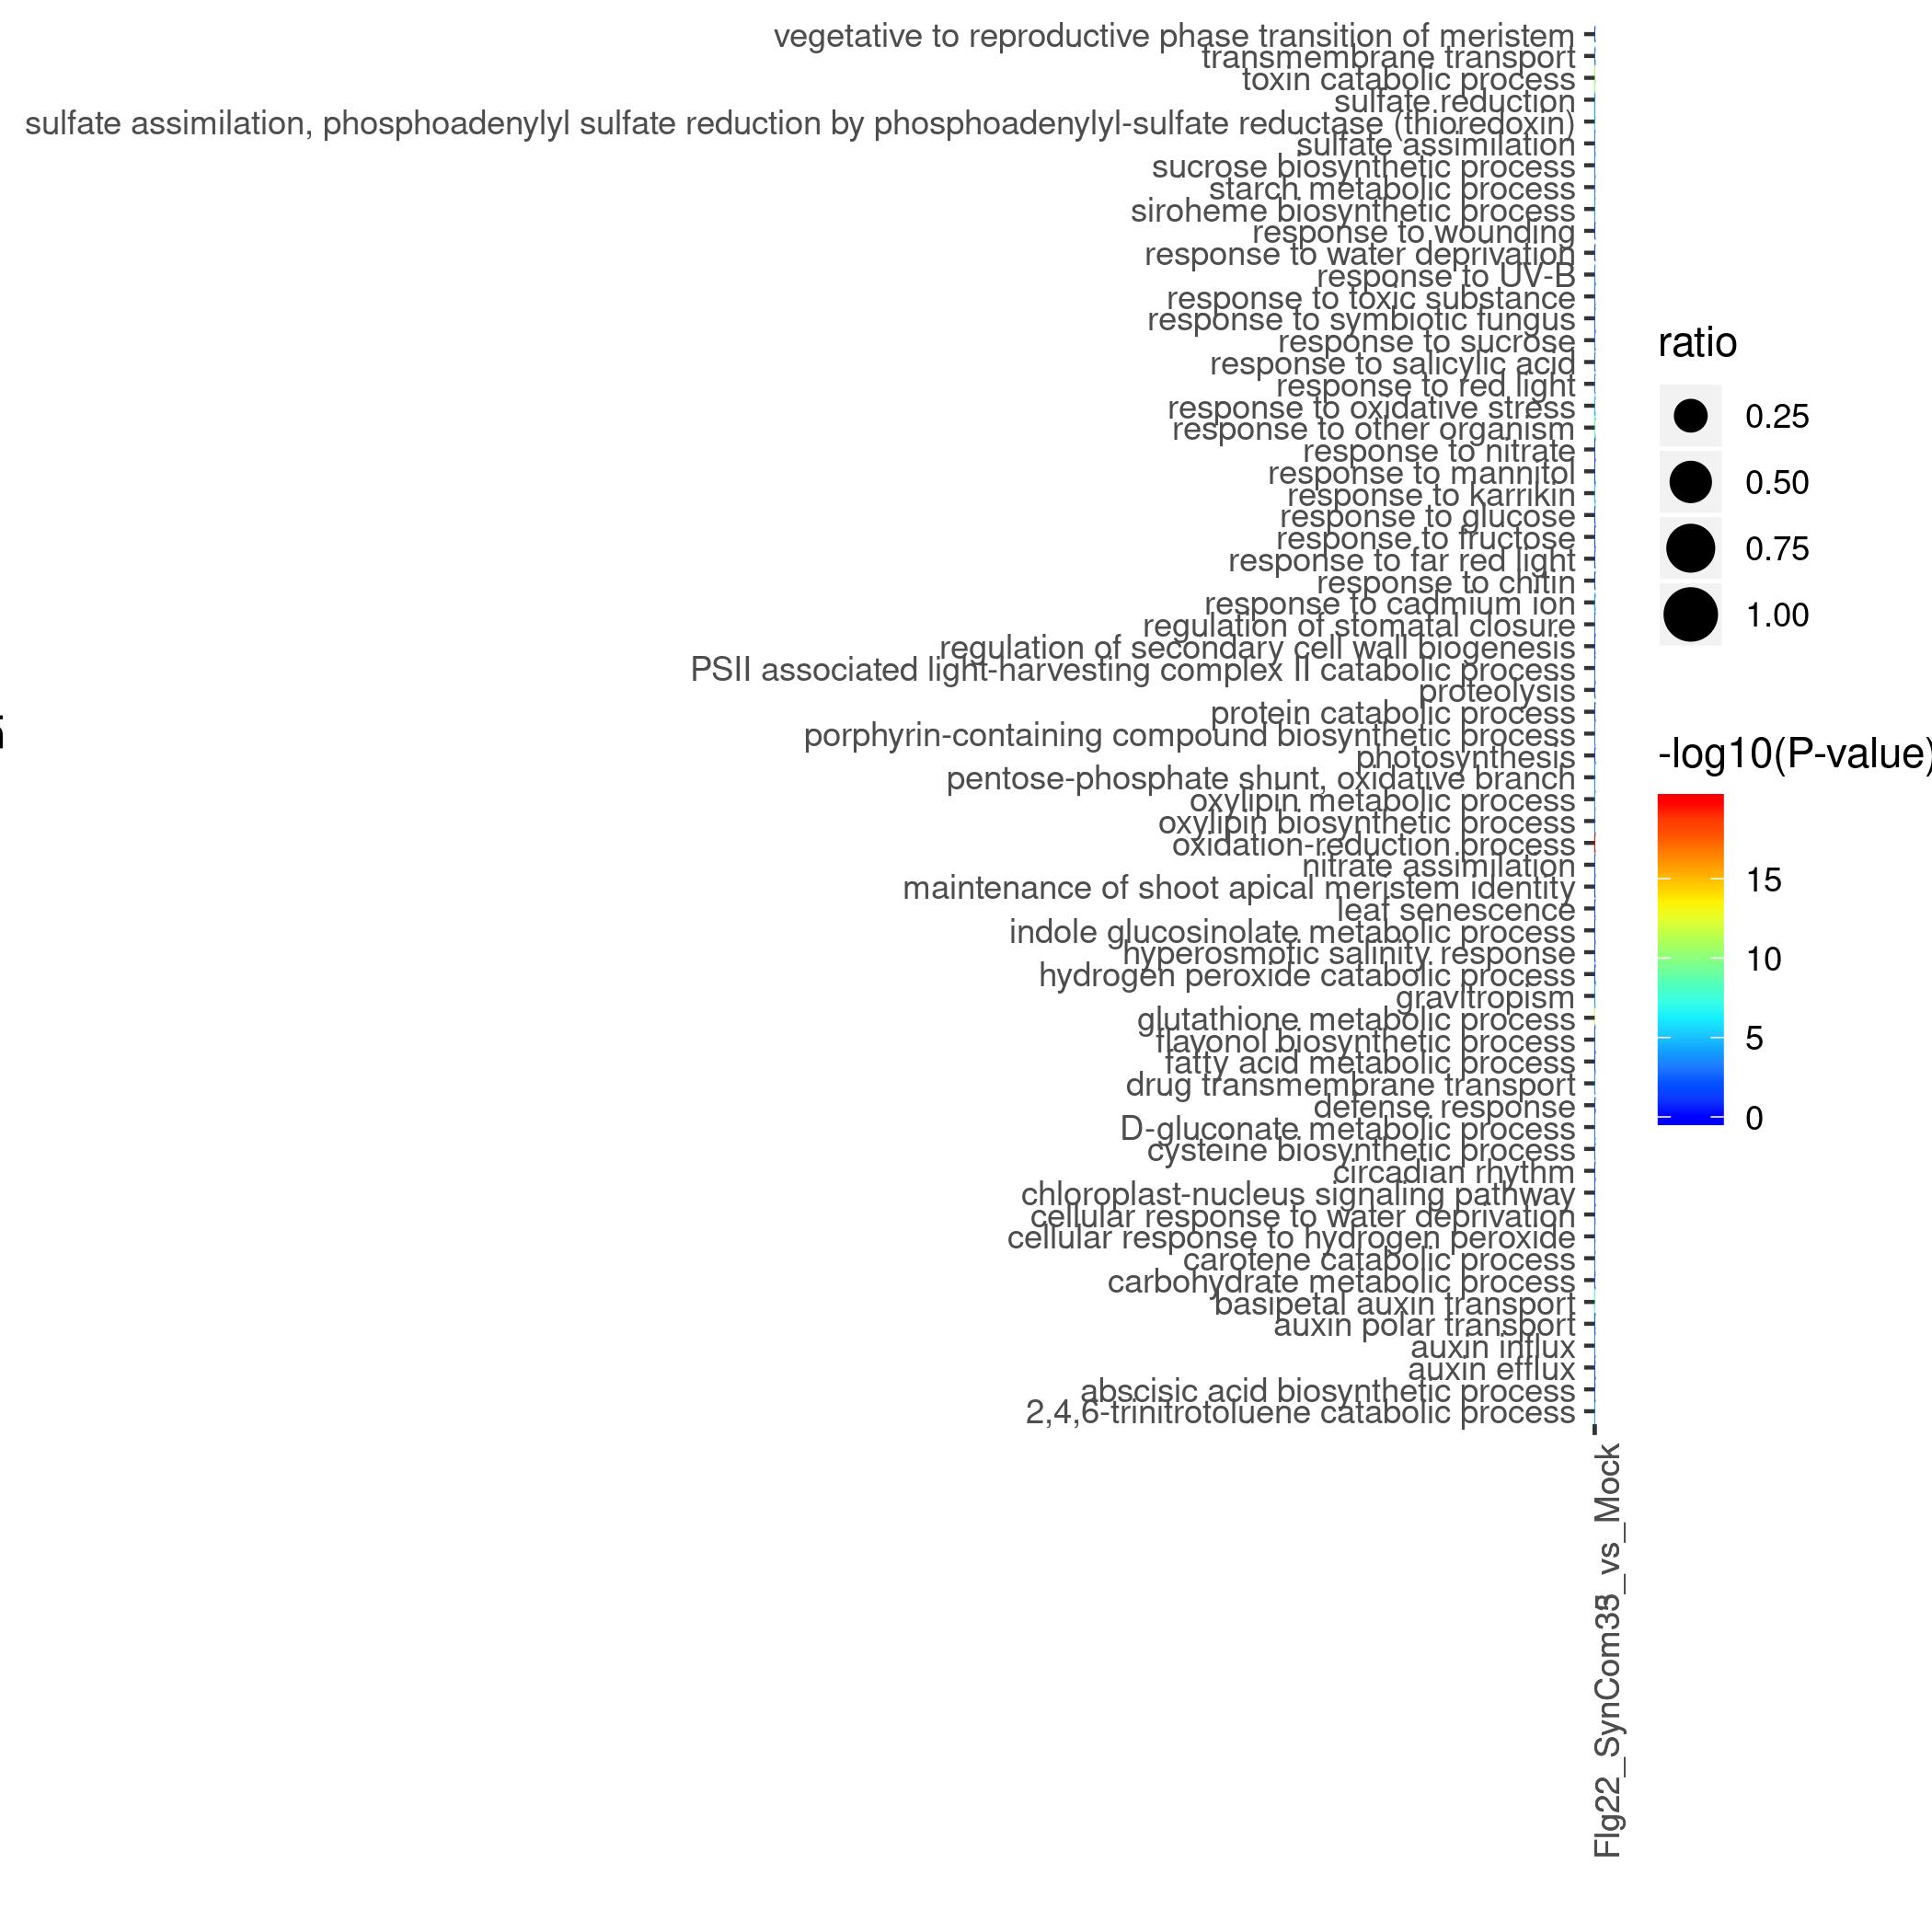 vegetative to reproductive phase transition of meristem
transmembrane transport
toxin catabolic process
sulfate reduction
sulfate assimilation, phosphoadenylyl sulfate reduction by phosphoadenylyl-sulfate reductase (thioredoxin)
sulfate assimilation
sucrose biosynthetic process
starch metabolic process
siroheme biosynthetic process
response to wounding
response to water deprivation
response to UV-B
response to toxic substance
response to symbiotic fungus
response to sucrose
response to salicylic acid
response to red light
response to oxidative stress
response to other organism
response to nitrate
response to mannitol
response to karrikin
response to glucose
response to fructose
response to far red light
response to chitin
response to cadmium ion
regulation of stomatal closure
regulation of secondary cell wall biogenesis
PSII associated light-harvesting complex II catabolic process
proteolysis
protein catabolic process
porphyrin-containing compound biosynthetic process
photosynthesis
pentose-phosphate shunt, oxidative branch
oxylipin metabolic process
oxylipin biosynthetic process
oxidation-reduction process
nitrate assimilation
maintenance of shoot apical meristem identity
leaf senescence
indole glucosinolate metabolic process
hyperosmotic salinity response
hydrogen peroxide catabolic process
gravitropism
glutathione metabolic process
flavonol biosynthetic process
fatty acid metabolic process
drug transmembrane transport
defense response
D-gluconate metabolic process
cysteine biosynthetic process
circadian rhythm
chloroplast-nucleus signaling pathway
cellular response to water deprivation
cellular response to hydrogen peroxide
carotene catabolic process
carbohydrate metabolic process
basipetal auxin transport
auxin polar transport
auxin influx
auxin efflux
abscisic acid biosynthetic process
2,4,6-trinitrotoluene catabolic process
ratio
0.25
0.50
0.75
1.00
-log10(P-value)
15
10
5
0